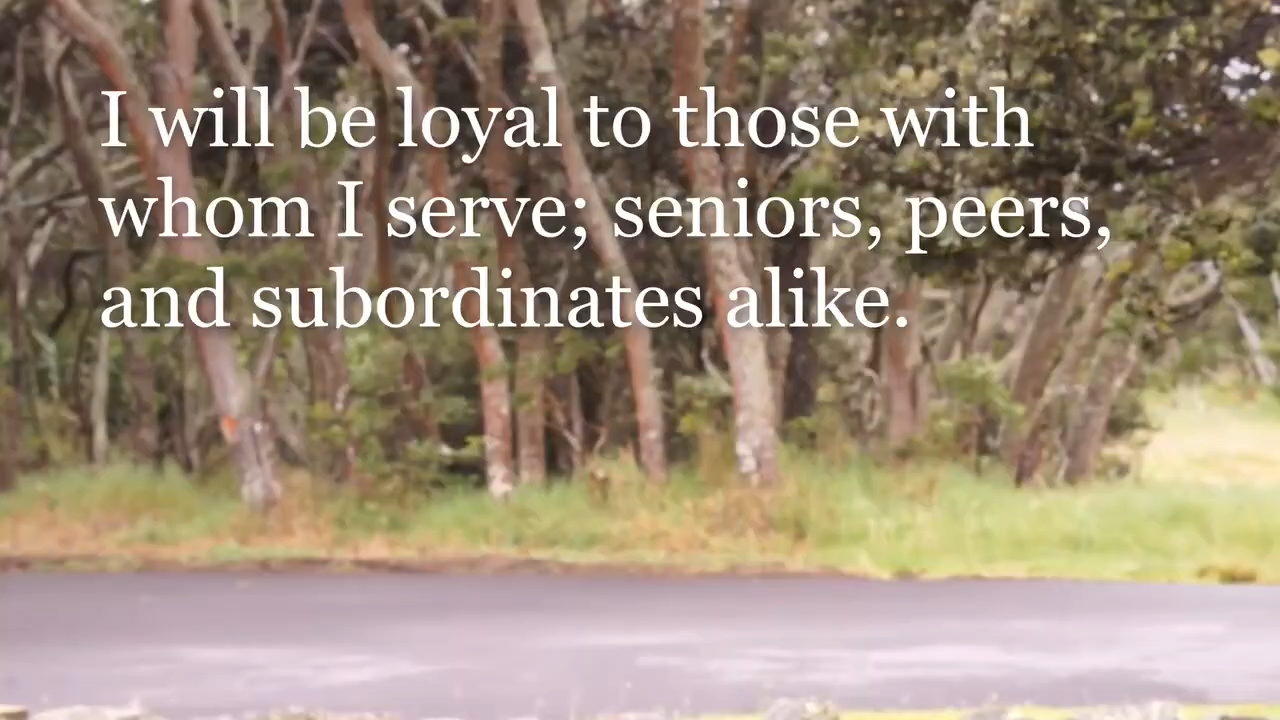 I will be loyal to those with
whom I serve; seniors, peers,
and subordinates alike.